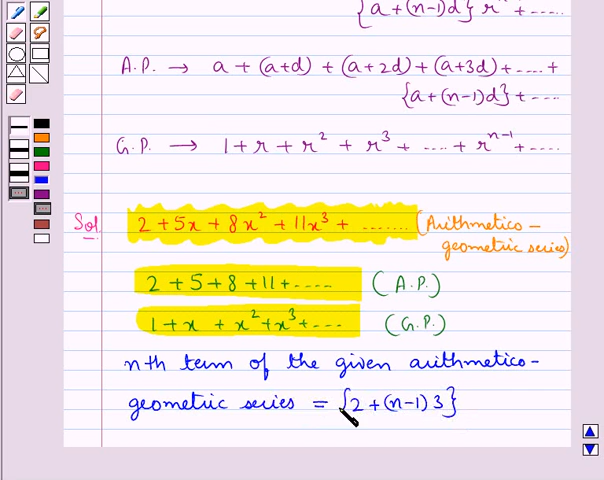 {a+(n-1)d} rⁿ + .....
A.P. → a + (a+d) + (a+2d) + (a+3d) + ..... +
{a+(n-1)d} + .....
G.P. → 1 + r + r² + r³ + ..... + rⁿ⁻¹ + .....
Sol. 2 + 5x + 8x² + 11x³ + ........ (Arithmetico -
geometric series)
2 + 5 + 8 + 11 + ..... (A.P.)
1 + x + x² + x³ + .... (G.P.)
nth term of the given arithmetico-
geometric series = {2 + (n-1) 3}